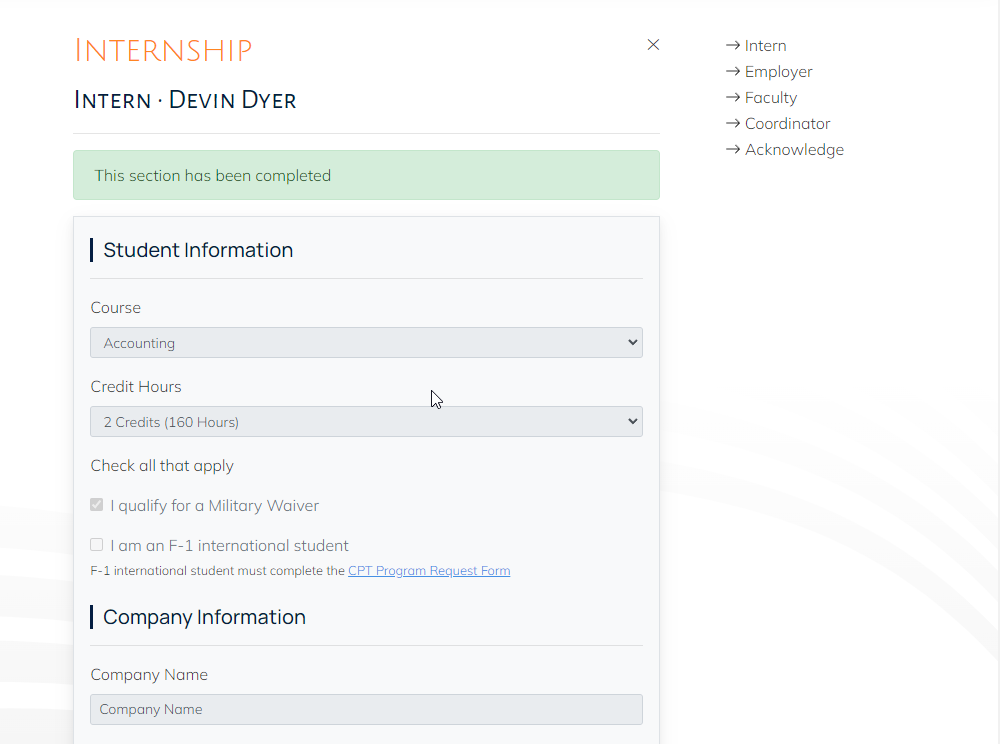 Internship
Intern · Devin Dyer
This section has been completed
Student Information
Course
Accounting
Credit Hours
2 Credits (160 Hours)
Check all that apply
I qualify for a Military Waiver
I am an F-1 international student
F-1 international student must complete the CPT Program Request Form
Company Information
Company Name
Company Name
→ Intern
→ Employer
→ Faculty
→ Coordinator
→ Acknowledge